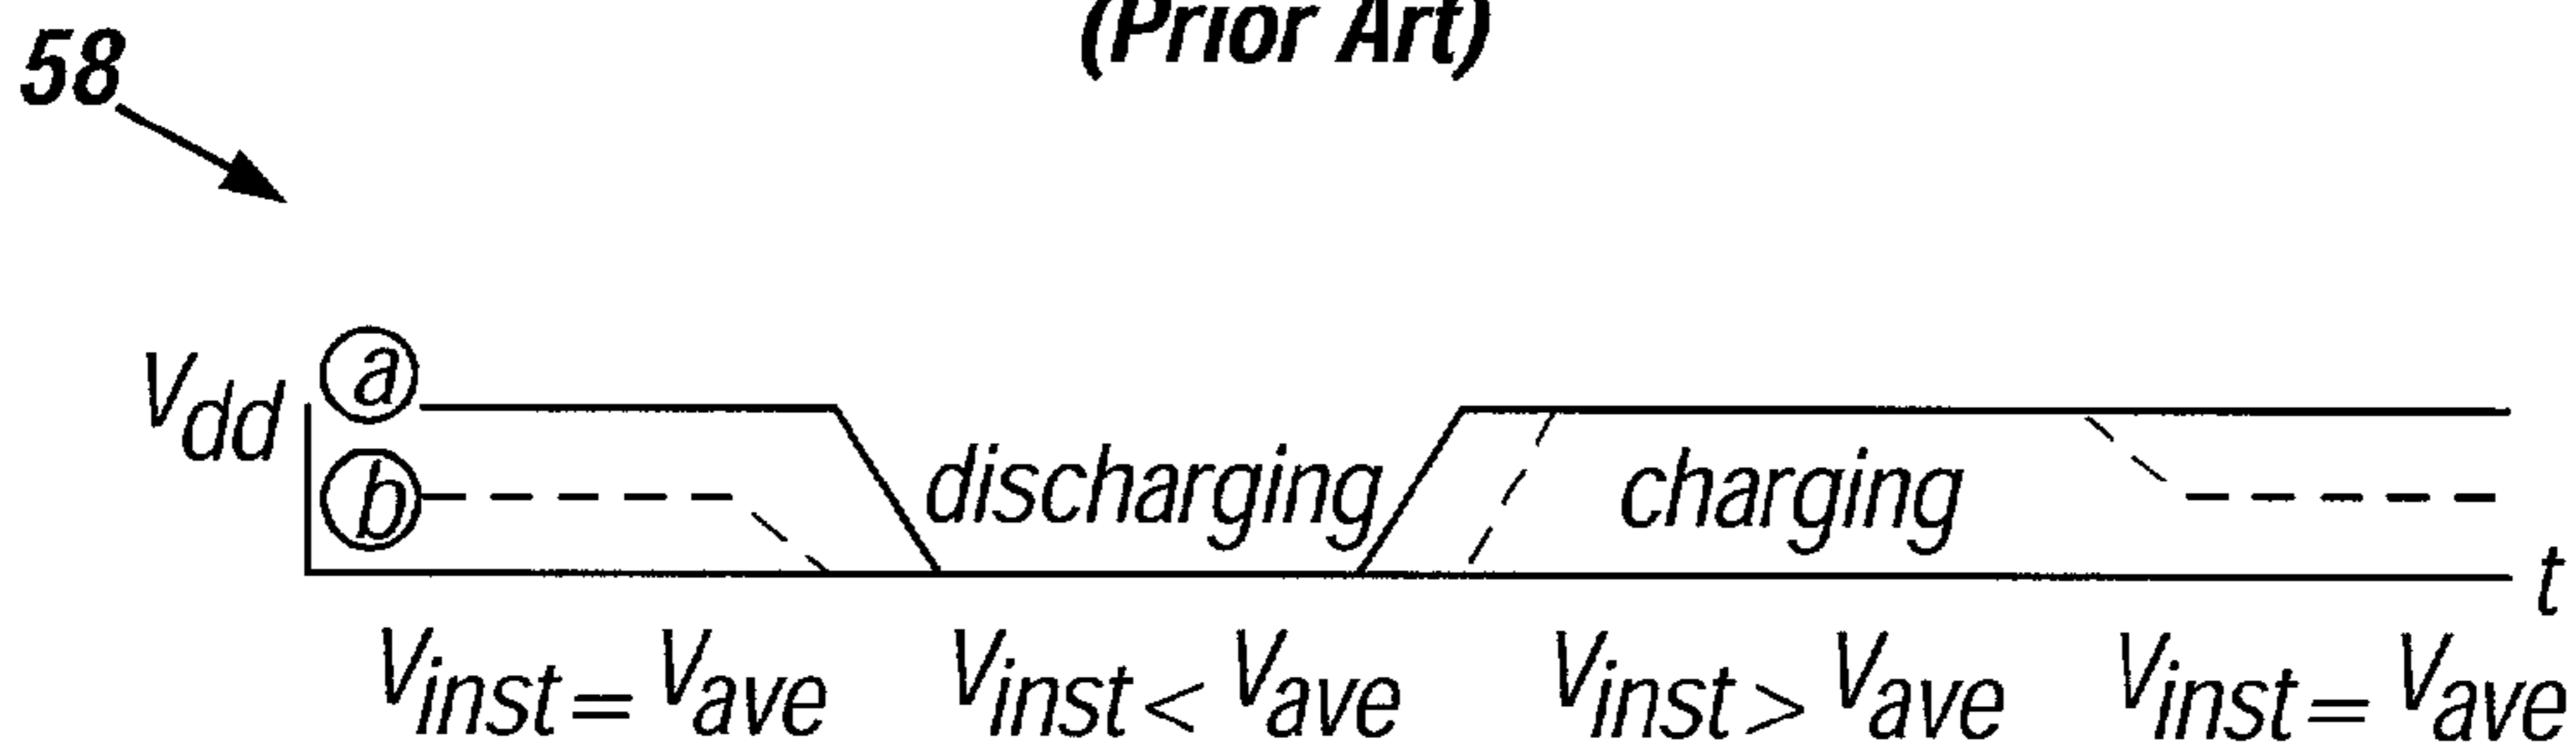 (Prior Art)
58
Vdd
a
b
discharging
charging
t
Vinst = Vave Vinst < Vave Vinst > Vave Vinst = Vave